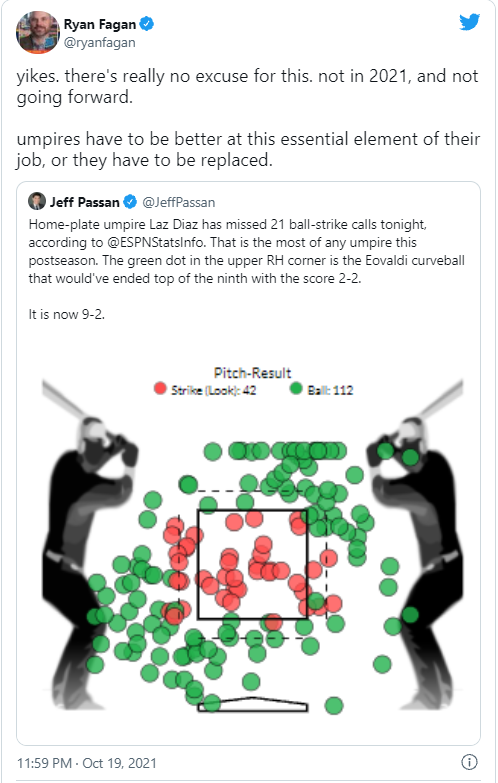 Ryan Fagan
@ryanfagan
yikes. there's really no excuse for this. not in 2021, and not
going forward.
umpires have to be better at this essential element of their
job, or they have to be replaced.
Jeff Passan @JeffPassan
Home-plate umpire Laz Diaz has missed 21 ball-strike calls tonight,
according to @ESPNStatsInfo. That is the most of any umpire this
postseason. The green dot in the upper RH corner is the Eovaldi curveball
that would've ended top of the ninth with the score 2-2.
It is now 9-2.
Pitch-Result
Strike (Look): 42 Ball: 112
11:59 PM · Oct 19, 2021